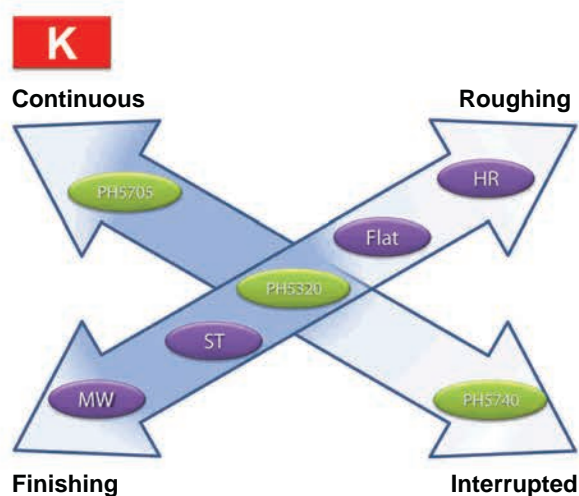 K
Continuous Roughing
PH5705
HR
Flat
PH5320
ST
MW
PH5740
Finishing Interrupted